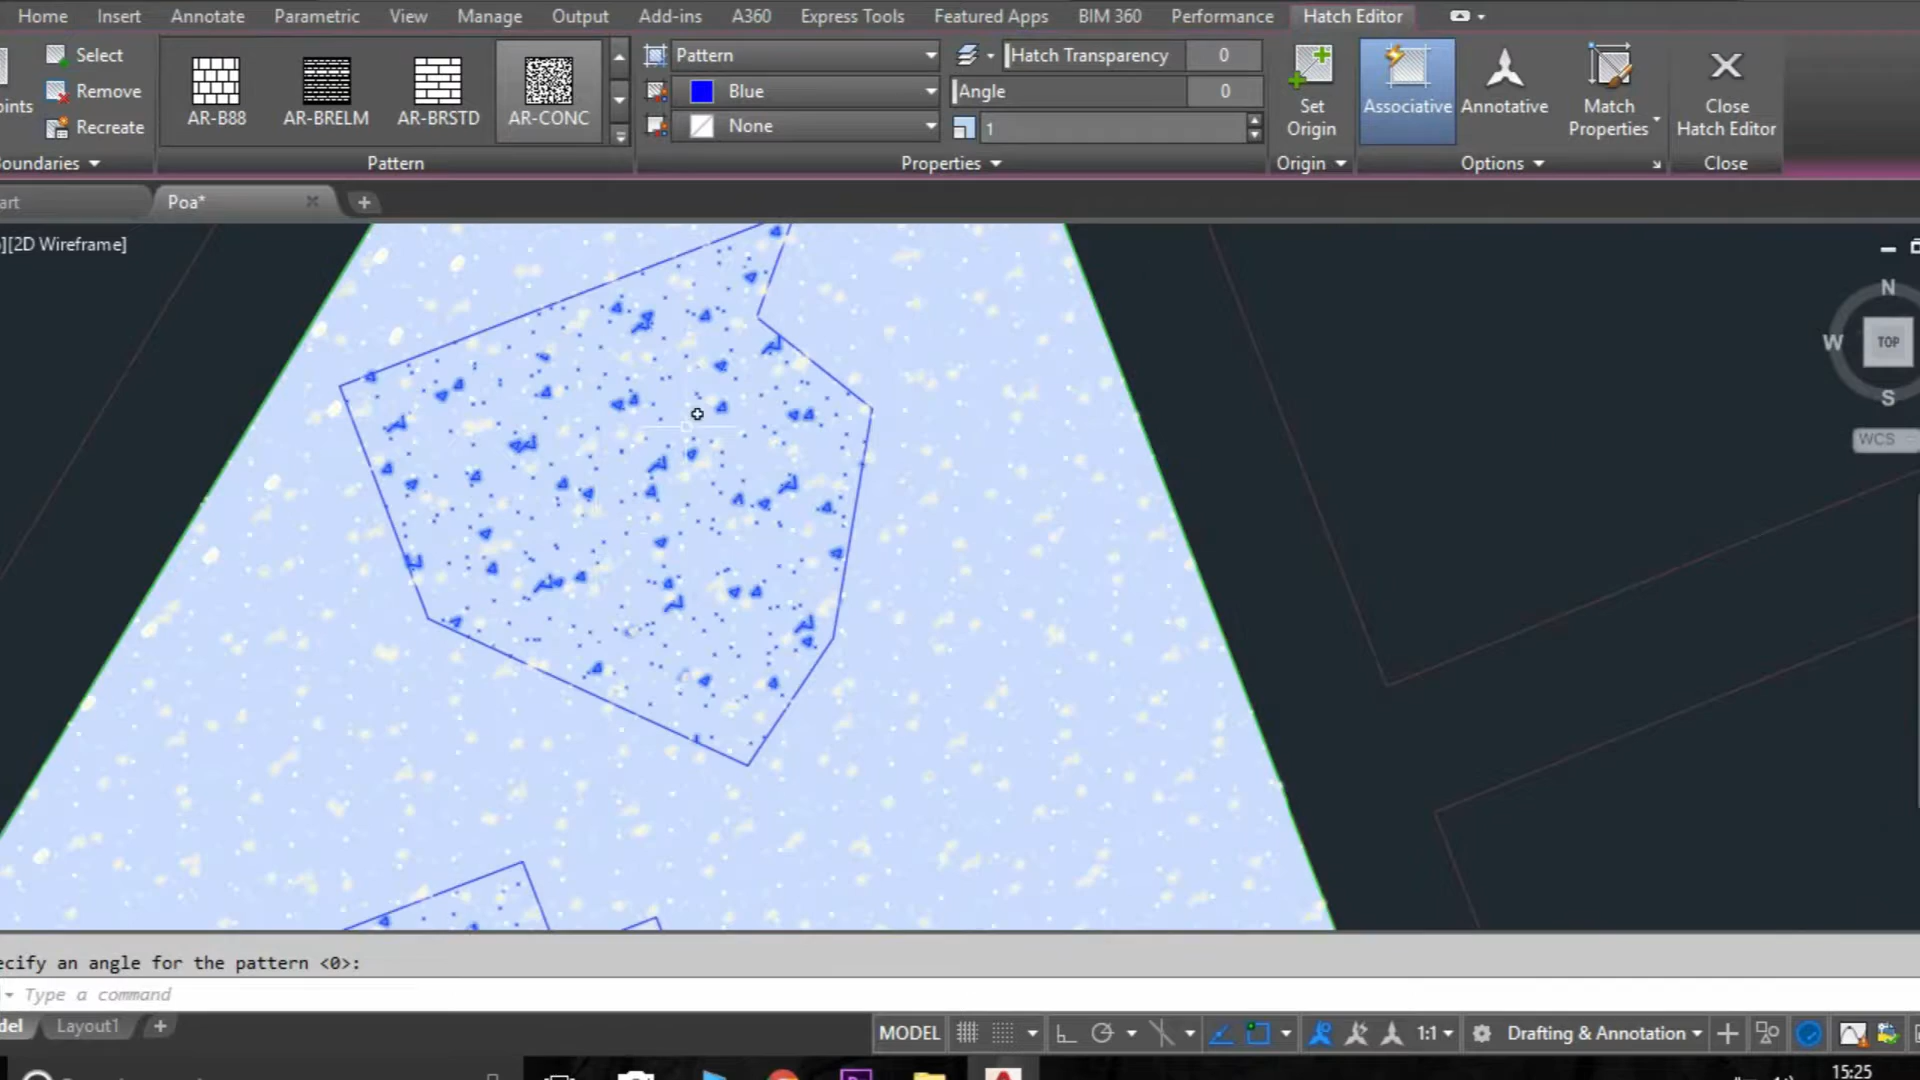 Home Insert Annotate Parametric View Manage Output Add-ins A360 Express Tools Featured Apps BIM 360 Performance Hatch Editor
Select
Remove
Recreate
oints
oundaries
AR-B88 AR-BRELM AR-BRSTD AR-CONC
Pattern
Pattern
Blue
None
Hatch Transparency 0
Angle 0
1
Properties
Set
Origin
Origin
Associative
Annotative
Match
Properties
Options
Close
Hatch Editor
Close
art
Poa*
][2D Wireframe]
N
W TOP
S
WCS
ecify an angle for the pattern <0>:
Type a command
del Layout1
MODEL 1:1 Drafting & Annotation
15:25